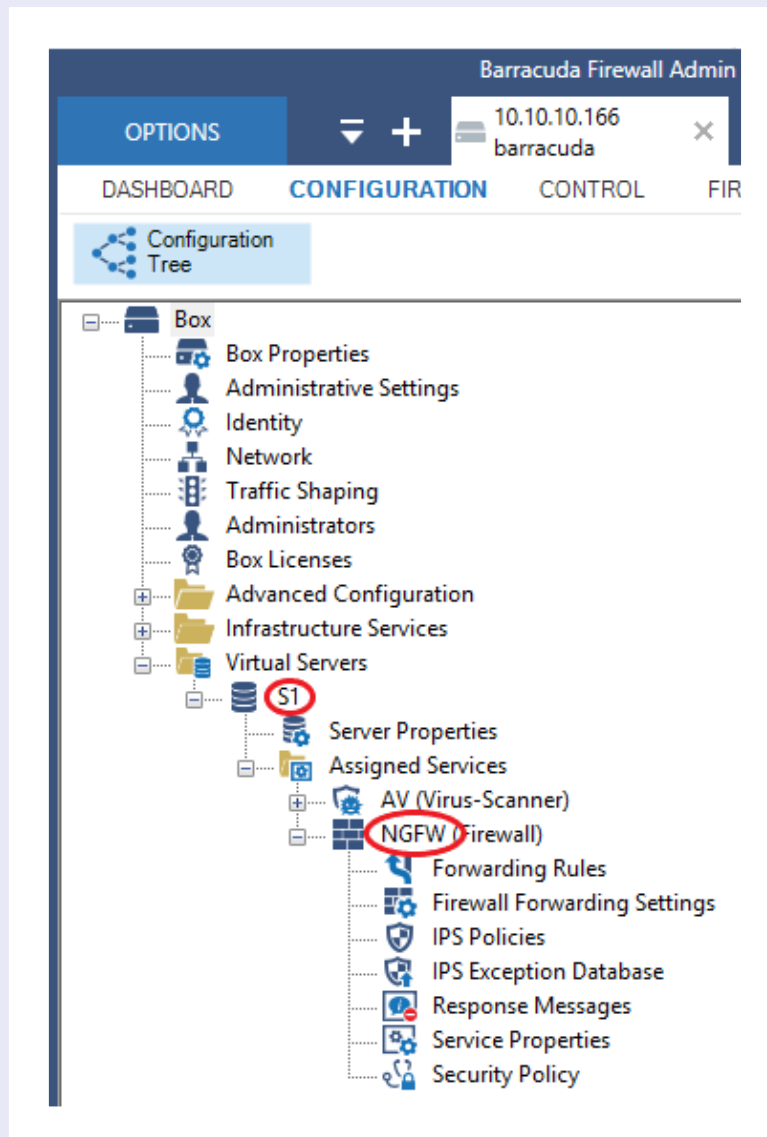 Barracuda Firewall Admin
OPTIONS
10.10.10.166
barracuda
DASHBOARD CONFIGURATION CONTROL FIR
Configuration
Tree
Box
Box Properties
Administrative Settings
Identity
Network
Traffic Shaping
Administrators
Box Licenses
Advanced Configuration
Infrastructure Services
Virtual Servers
S1
Server Properties
Assigned Services
AV (Virus-Scanner)
NGFW (Firewall)
Forwarding Rules
Firewall Forwarding Settings
IPS Policies
IPS Exception Database
Response Messages
Service Properties
Security Policy